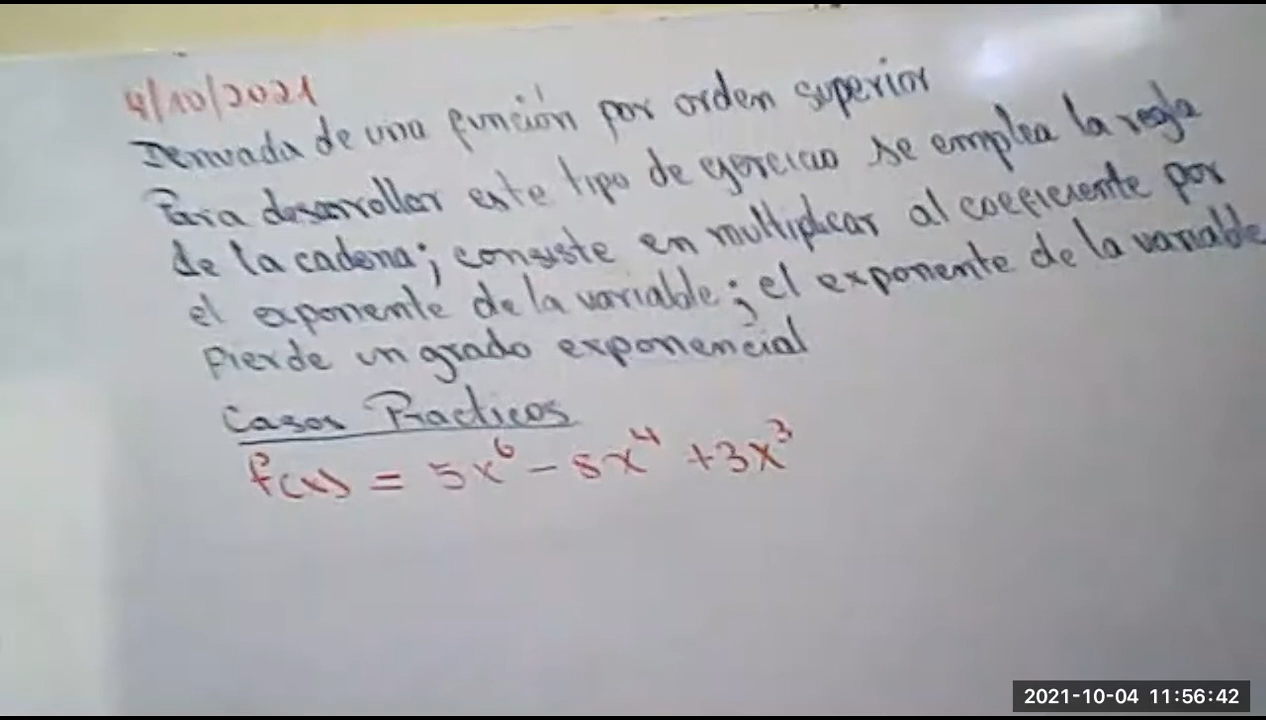 4/10/2021
Derivada de una función por orden superior
Para desarrollar este tipo de ejercicio se emplea la regla
de la cadena; consiste en multiplicar al coeficiente por
el exponente de la variable; el exponente de la variable
Pierde un grado exponencial
Casos Practicos
f(x) = 5x⁶ - 8x⁴ + 3x³
2021-10-04 11:56:42